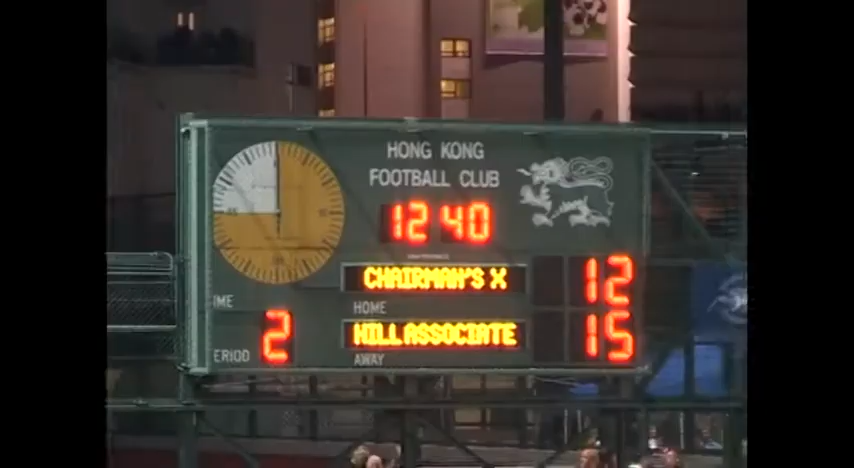 HONG KONG
FOOTBALL CLUB
12 40
CHAIRMAN'S X 12
IME
HOME
HILL ASSOCIATE 15
ERIOD 2
AWAY